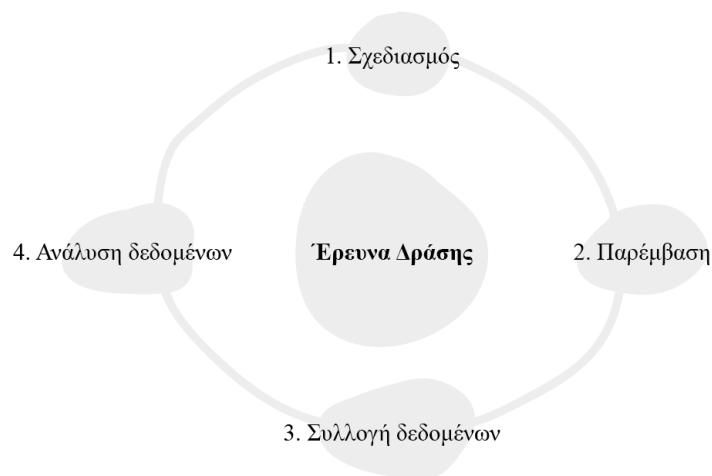 1. Σχεδιασμός
4. Ανάλυση δεδομένων
Έρευνα Δράσης
2. Παρέμβαση
3. Συλλογή δεδομένων